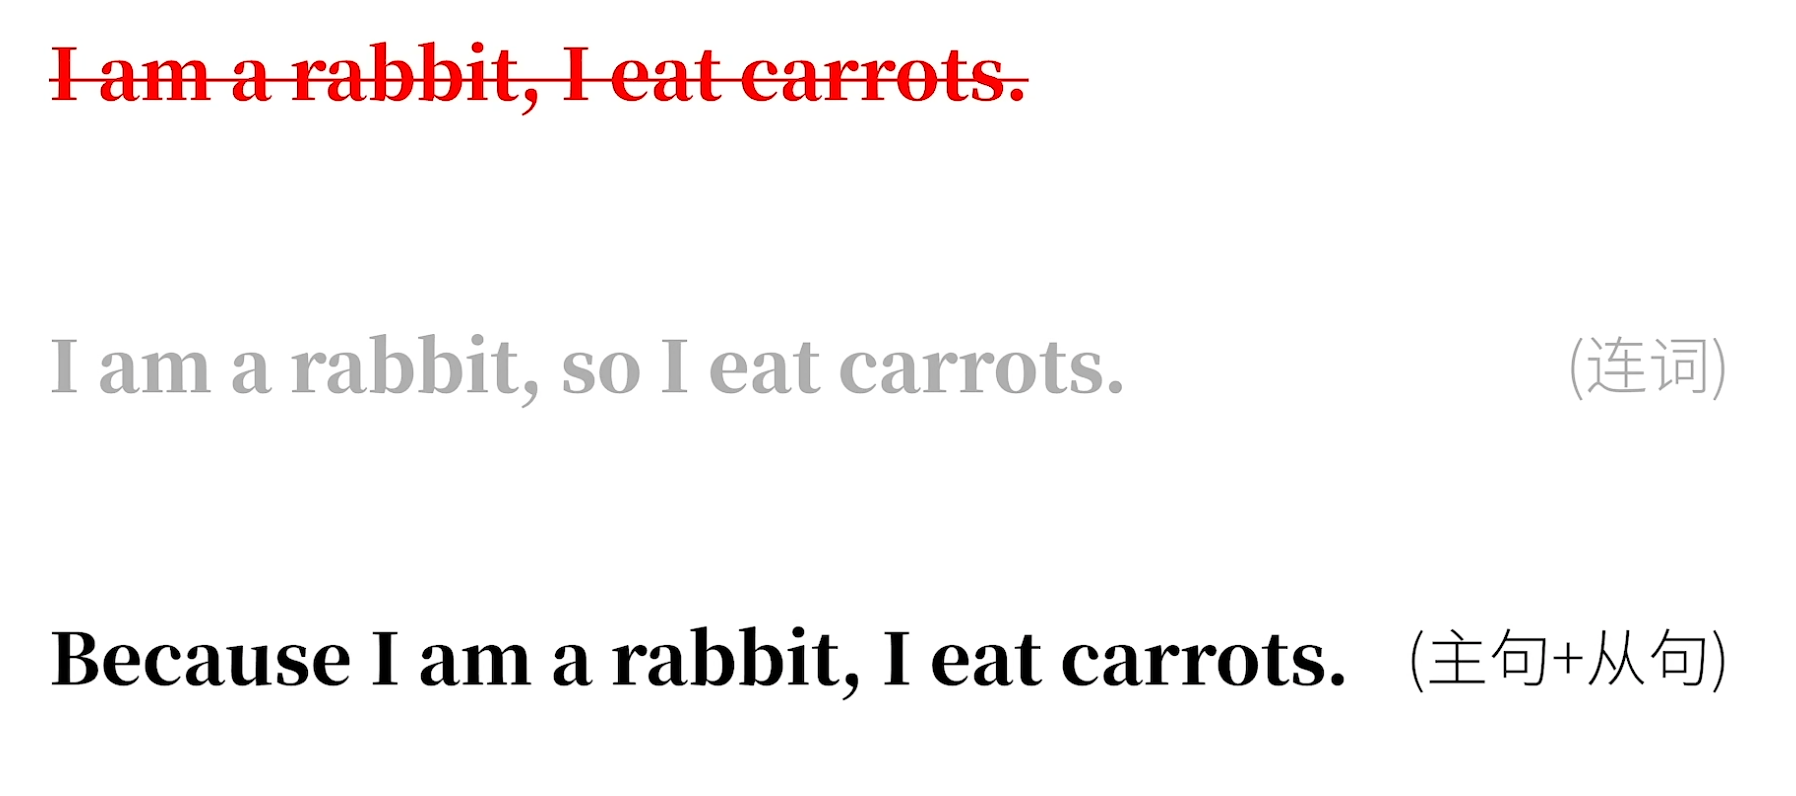 I am a rabbit, I eat carrots.
I am a rabbit, so I eat carrots. (连词)
Because I am a rabbit, I eat carrots. (主句+从句)